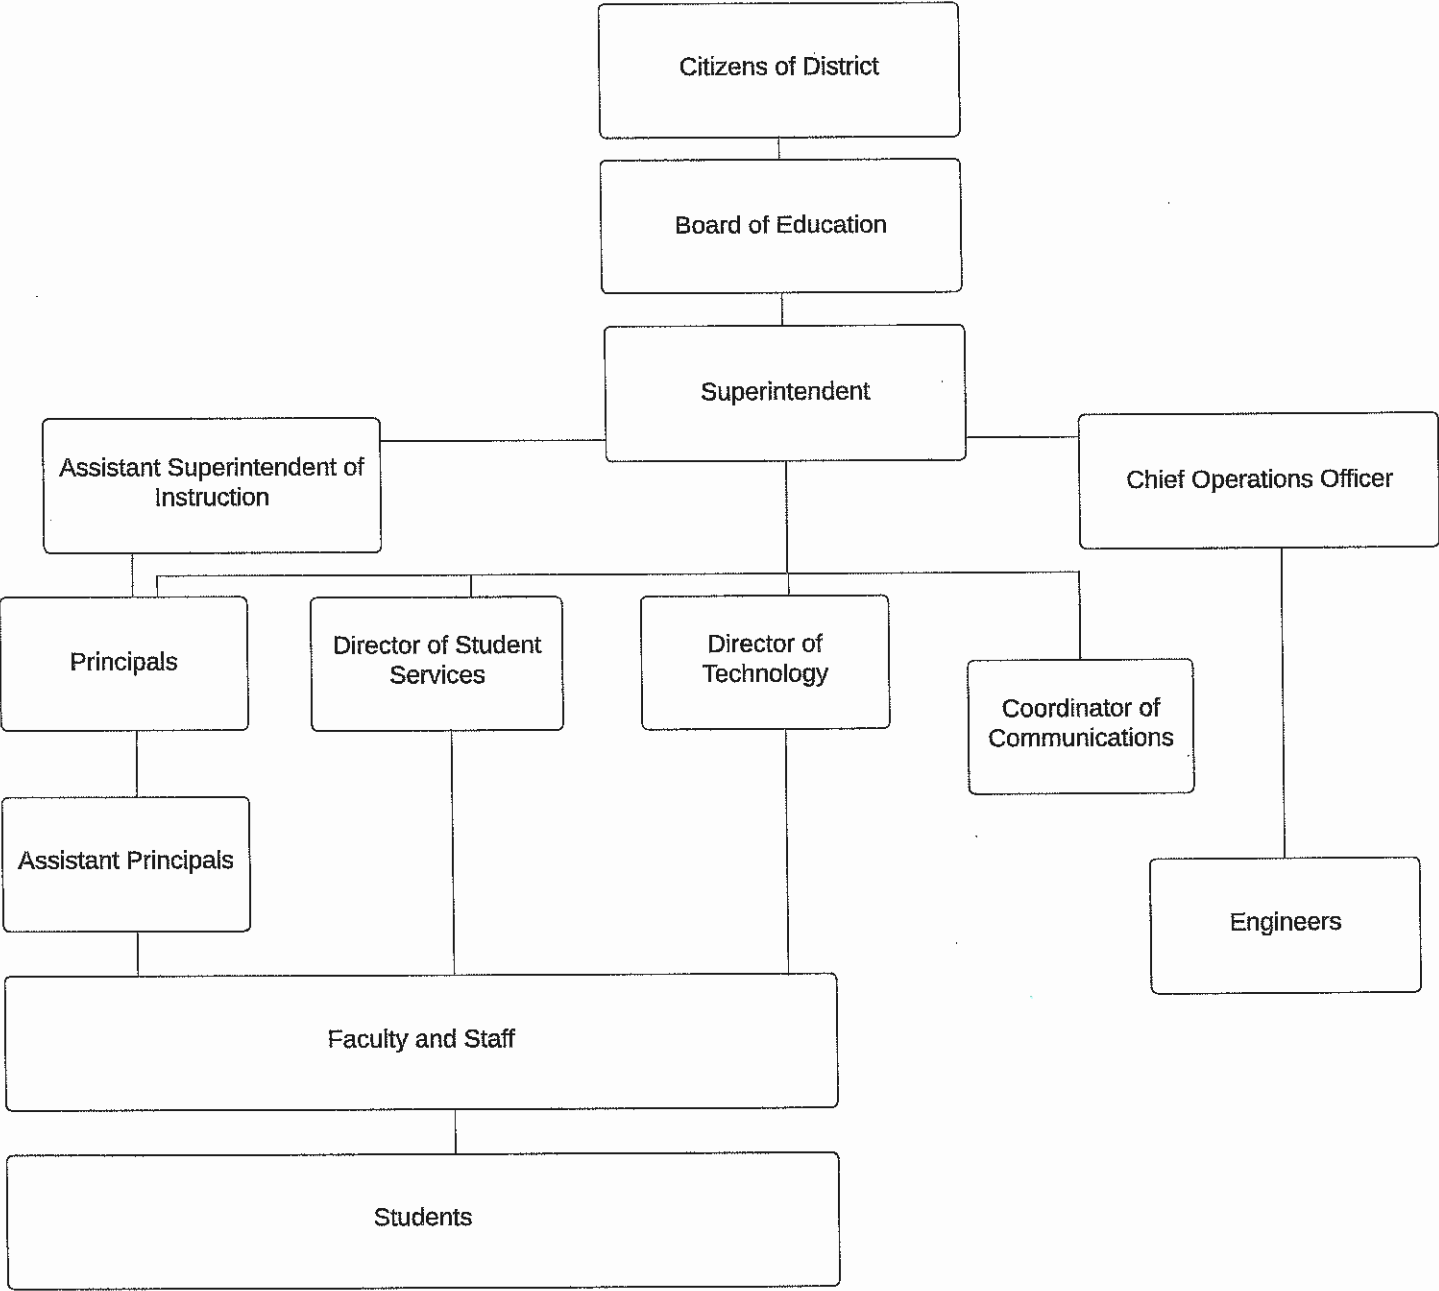 Citizens of District
Board of Education
Superintendent
Assistant Superintendent of
Instruction
Chief Operations Officer
Principals
Director of Student
Services
Director of
Technology
Coordinator of
Communications
Assistant Principals
Engineers
Faculty and Staff
Students